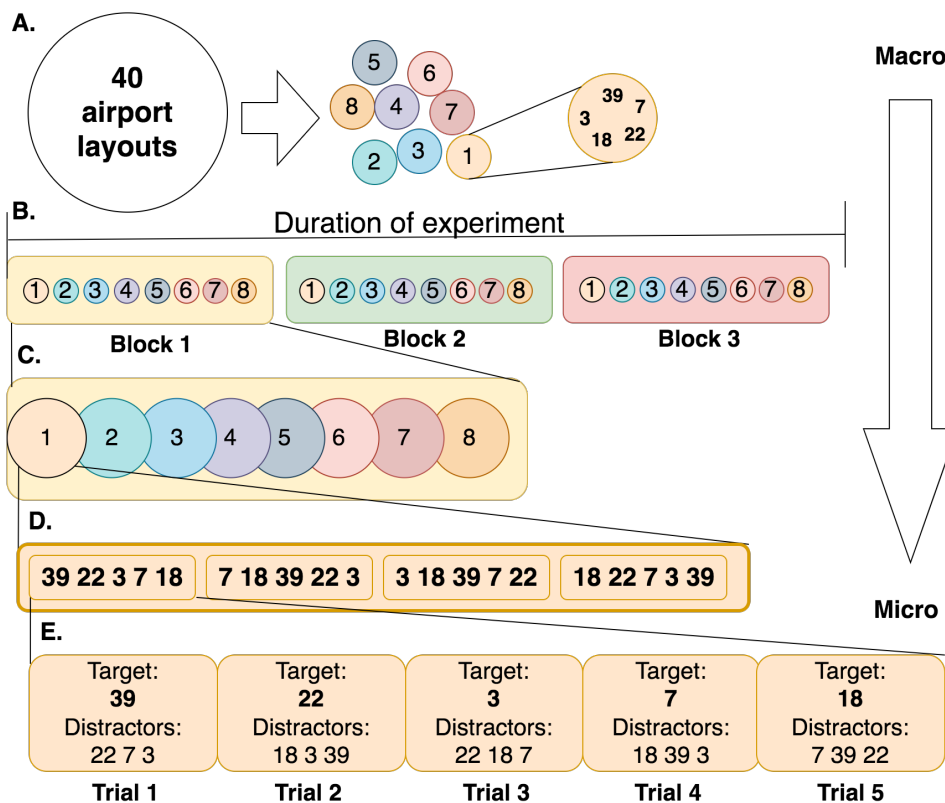 A.
40
airport
layouts
5
6
8
4
7
2
3
1
39
7
3
18
22
Macro
B.
Duration of experiment
1 2 3 4 5 6 7 8
1 2 3 4 5 6 7 8
1 2 3 4 5 6 7 8
Block 1
Block 2
Block 3
C.
1 2 3 4 5 6 7 8
D.
39 22 3 7 18
7 18 39 22 3
3 18 39 7 22
18 22 7 3 39
Micro
E.
Target:
39
Distractors:
22 7 3
Trial 1
Target:
22
Distractors:
18 3 39
Trial 2
Target:
3
Distractors:
22 18 7
Trial 3
Target:
7
Distractors:
18 39 3
Trial 4
Target:
18
Distractors:
7 39 22
Trial 5